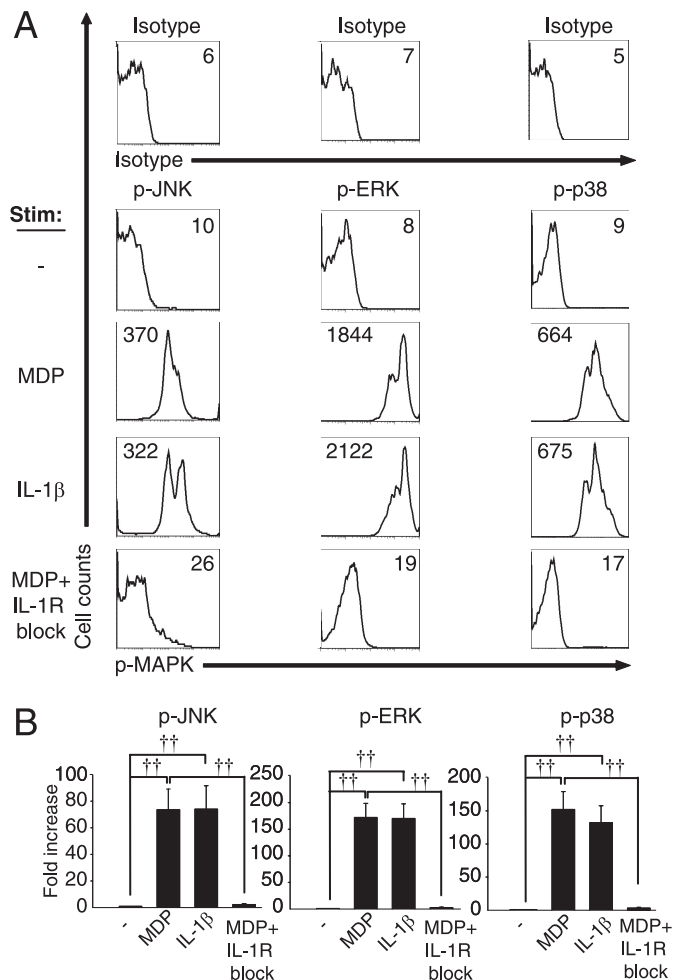 A
Isotype Isotype Isotype
6 7 5
Isotype
p-JNK p-ERK p-p38
Stim:
- 10 8 9
MDP 370 1844 664
IL-1β 322 2122 675
MDP+
IL-1R
block
26 19 17
Cell counts
p-MAPK
B
p-JNK p-ERK p-p38
Fold increase
100
80
60
40
20
0
††
†† ††
- MDP IL-1β MDP+
IL-1R
block
250
200
150
100
50
0
††
†† ††
- MDP IL-1β MDP+
IL-1R
block
200
150
100
50
0
††
†† ††
- MDP IL-1β MDP+
IL-1R
block